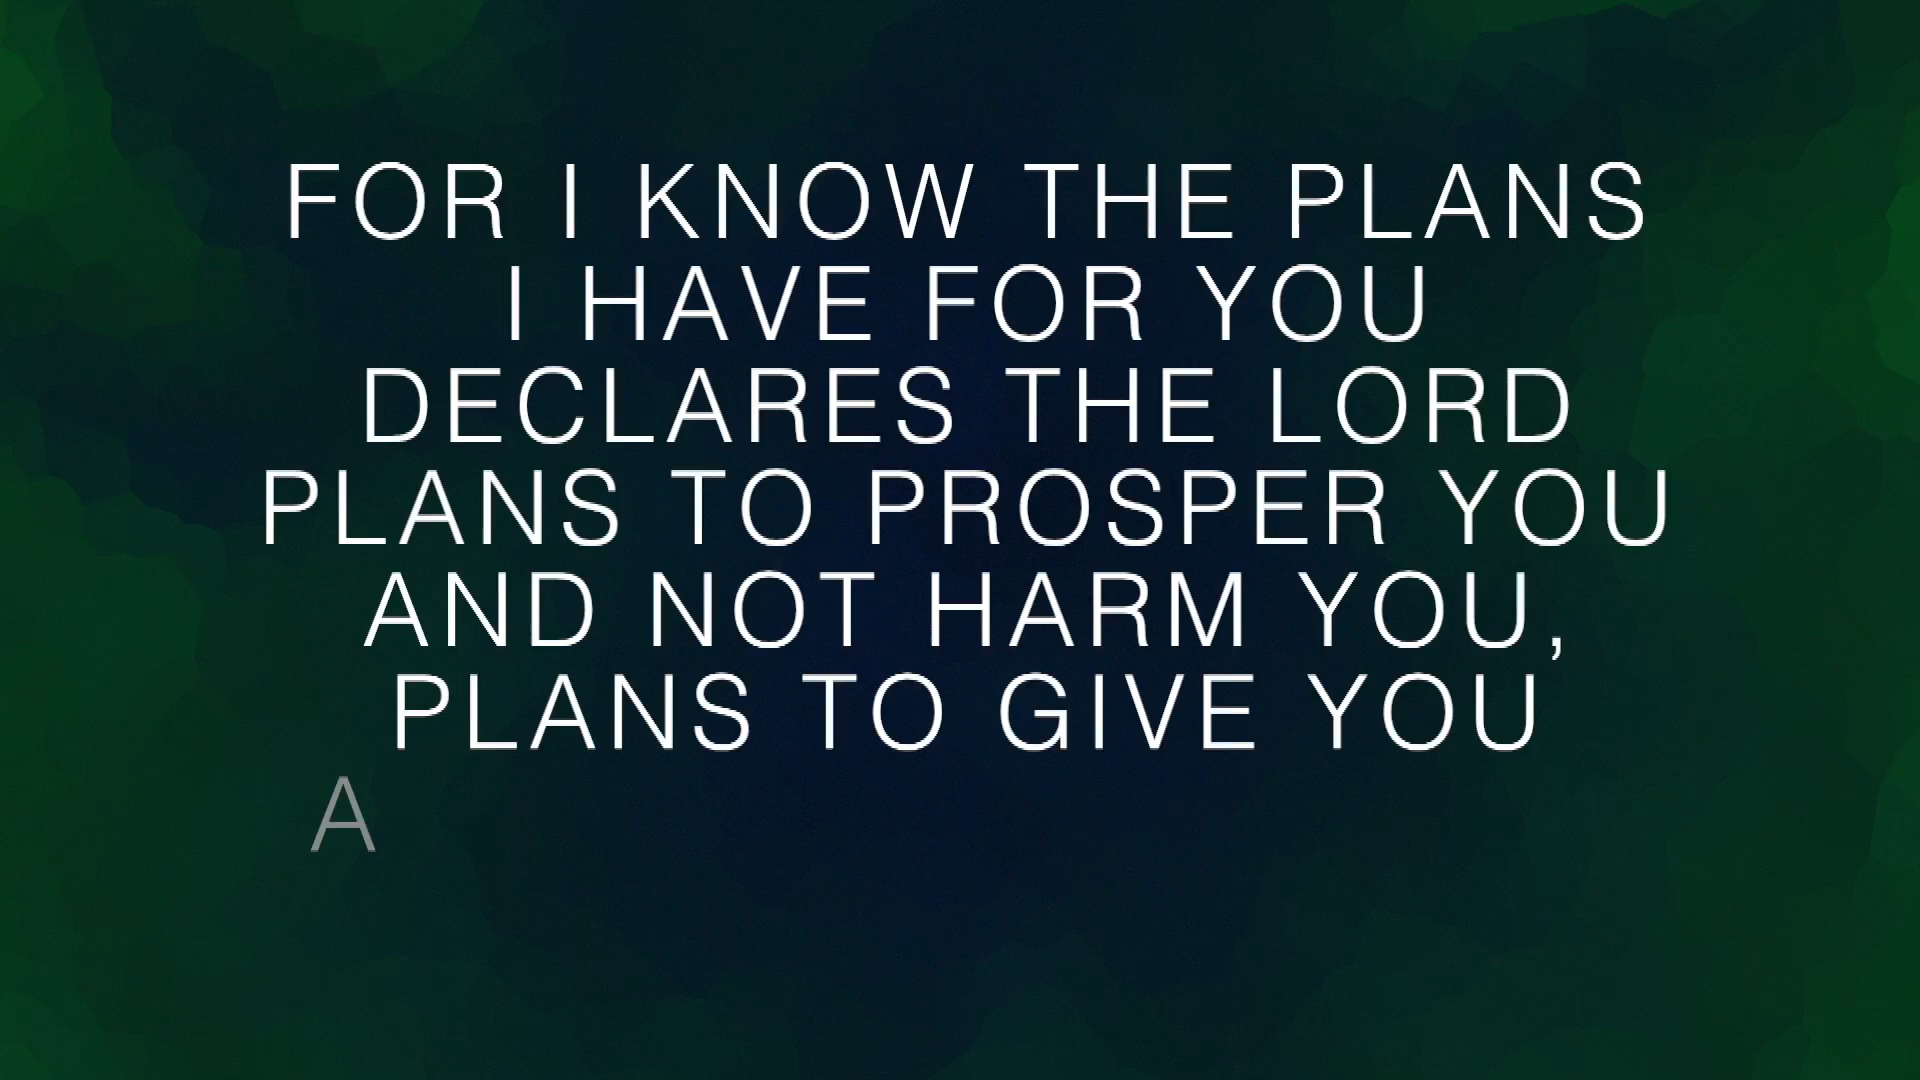 FOR I KNOW THE PLANS
I HAVE FOR YOU
DECLARES THE LORD
PLANS TO PROSPER YOU
AND NOT HARM YOU,
PLANS TO GIVE YOU
A